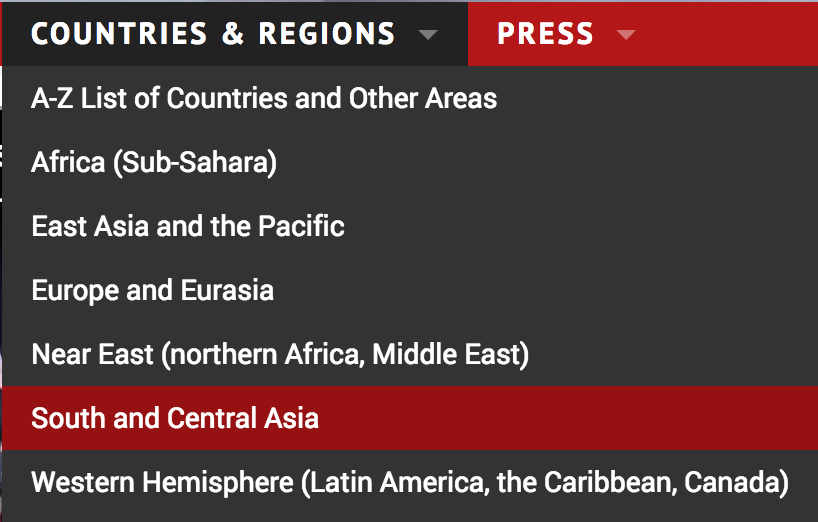 COUNTRIES & REGIONS PRESS
A-Z List of Countries and Other Areas
Africa (Sub-Sahara)
East Asia and the Pacific
Europe and Eurasia
Near East (northern Africa, Middle East)
South and Central Asia
Western Hemisphere (Latin America, the Caribbean, Canada)